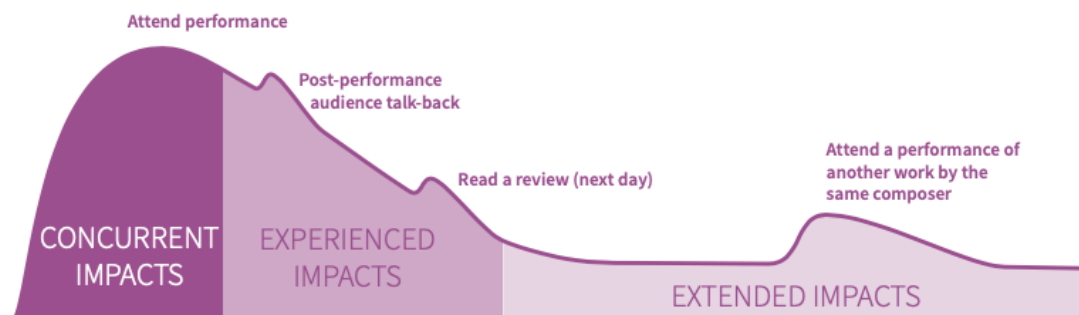 Attend performance
Post-performance
audience talk-back
Read a review (next day)
Attend a performance of
another work by the
same composer
CONCURRENT
IMPACTS
EXPERIENCED
IMPACTS
EXTENDED IMPACTS